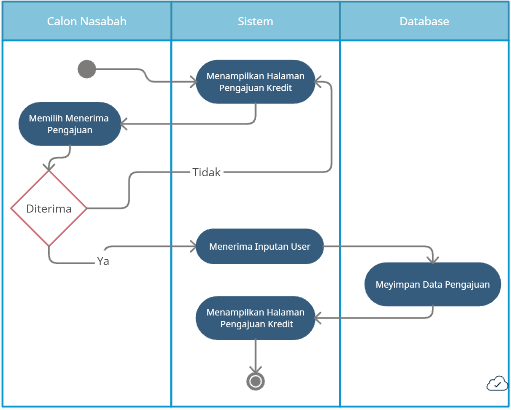 Calon Nasabah
Sistem
Database
Menampilkan Halaman
Pengajuan Kredit
Memilih Menerima
Pengajuan
Tidak
Diterima
Ya
Menerima Inputan User
Meyimpan Data Pengajuan
Menampilkan Halaman
Pengajuan Kredit